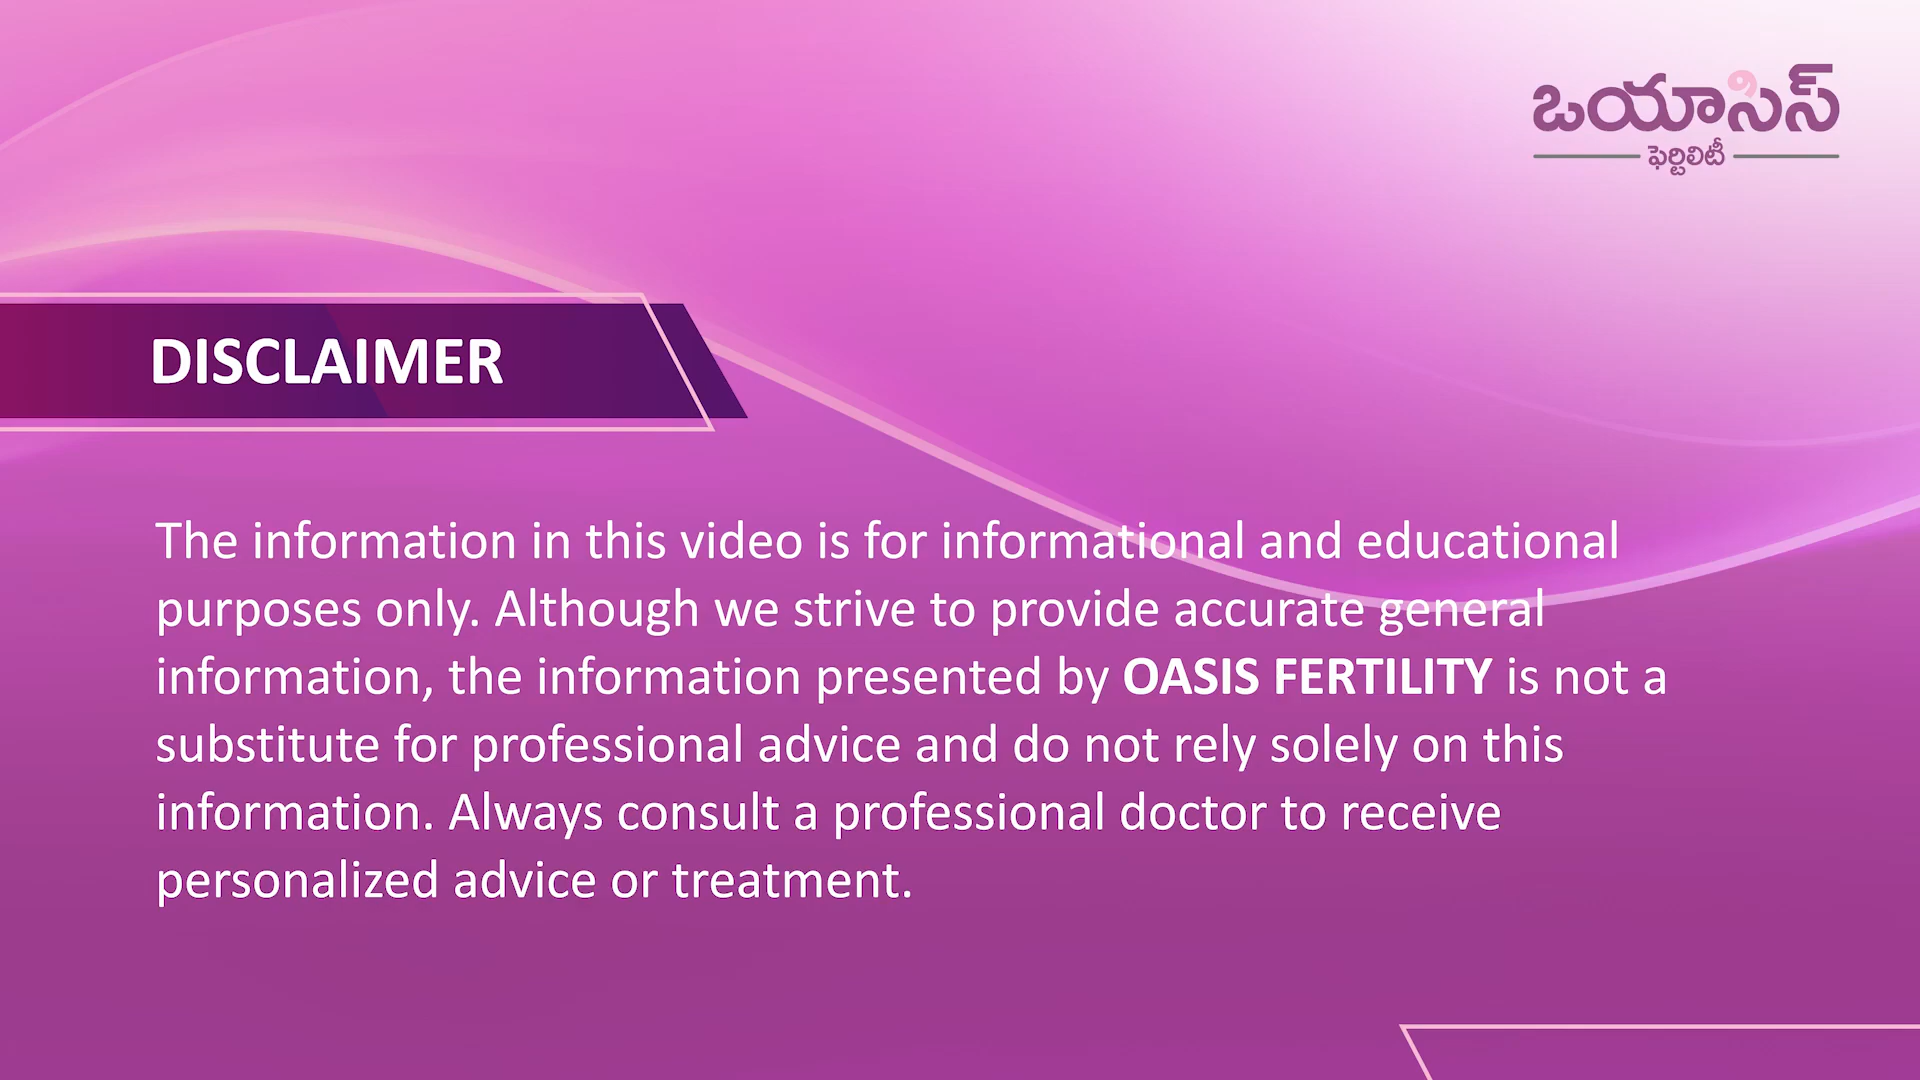 ఒయాసిస్
ఫెర్టిలిటీ
DISCLAIMER
The information in this video is for informational and educational
purposes only. Although we strive to provide accurate general
information, the information presented by OASIS FERTILITY is not a
substitute for professional advice and do not rely solely on this
information. Always consult a professional doctor to receive
personalized advice or treatment.